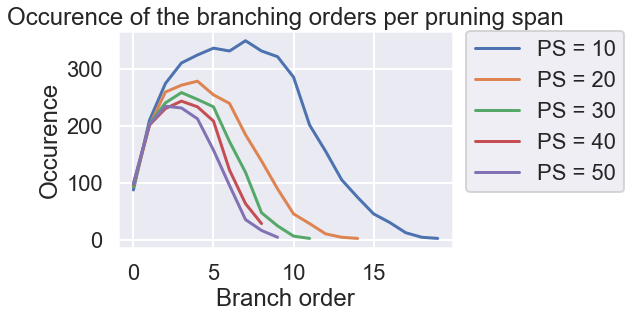 Occurence of the branching orders per pruning span
PS = 10
PS = 20
PS = 30
PS = 40
PS = 50
Occurence
300
200
100
0
0 5 10 15
Branch order